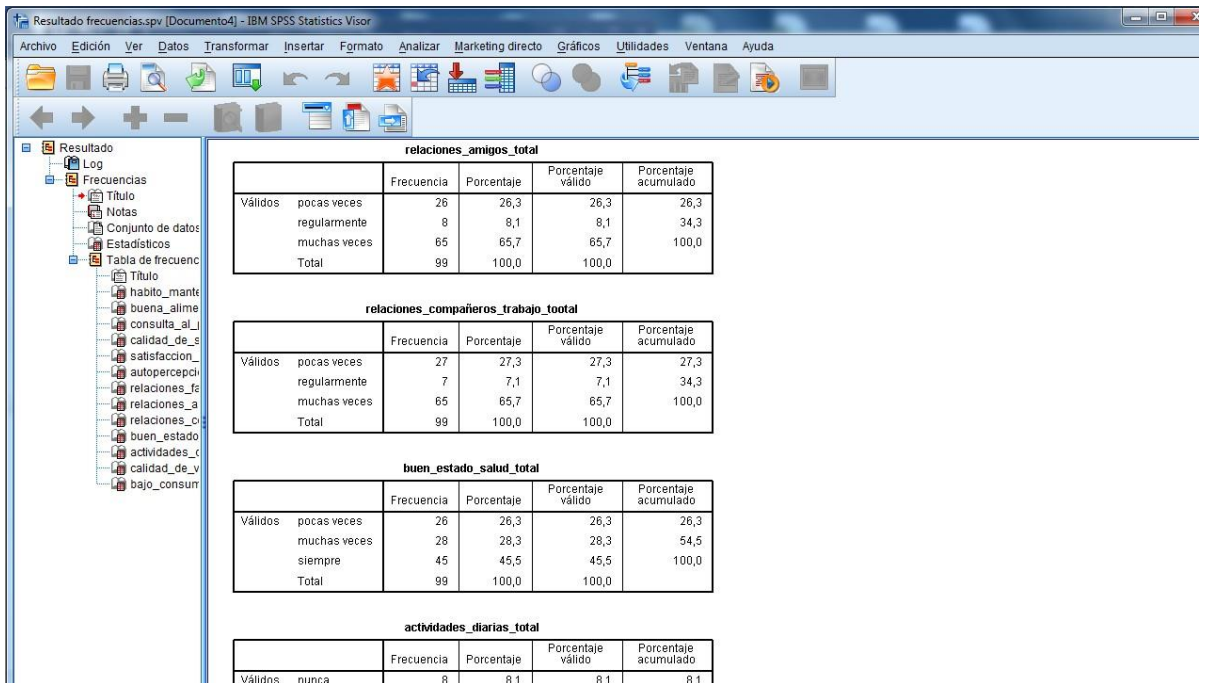 Resultado frecuencias.spv [Documento4] - IBM SPSS Statistics Visor
Archivo Edición Ver Datos Transformar Insertar Formato Analizar Marketing directo Gráficos Utilidades Ventana Ayuda
Resultado
Log
Frecuencias
Título
Notas
Conjunto de datos
Estadísticos
Tabla de frecuenc
Título
habito_mante
buena_alime
consulta_al_
calidad_de_s
satisfaccion_
autopercepci
relaciones_fa
relaciones_a
relaciones_c
buen_estado
actividades_
calidad_de_v
bajo_consum
relaciones_amigos_total
Frecuencia Porcentaje Porcentaje válido Porcentaje acumulado
Válidos pocas veces 26 26,3 26,3 26,3
regularmente 8 8,1 8,1 34,3
muchas veces 65 65,7 65,7 100,0
Total 99 100,0 100,0
relaciones_compañeros_trabajo_tootal
Frecuencia Porcentaje Porcentaje válido Porcentaje acumulado
Válidos pocas veces 27 27,3 27,3 27,3
regularmente 7 7,1 7,1 34,3
muchas veces 65 65,7 65,7 100,0
Total 99 100,0 100,0
buen_estado_salud_total
Frecuencia Porcentaje Porcentaje válido Porcentaje acumulado
Válidos pocas veces 26 26,3 26,3 26,3
muchas veces 28 28,3 28,3 54,5
siempre 45 45,5 45,5 100,0
Total 99 100,0 100,0
actividades_diarias_total
Frecuencia Porcentaje Porcentaje válido Porcentaje acumulado
Válidos nunca 8 8,1 8,1 8,1